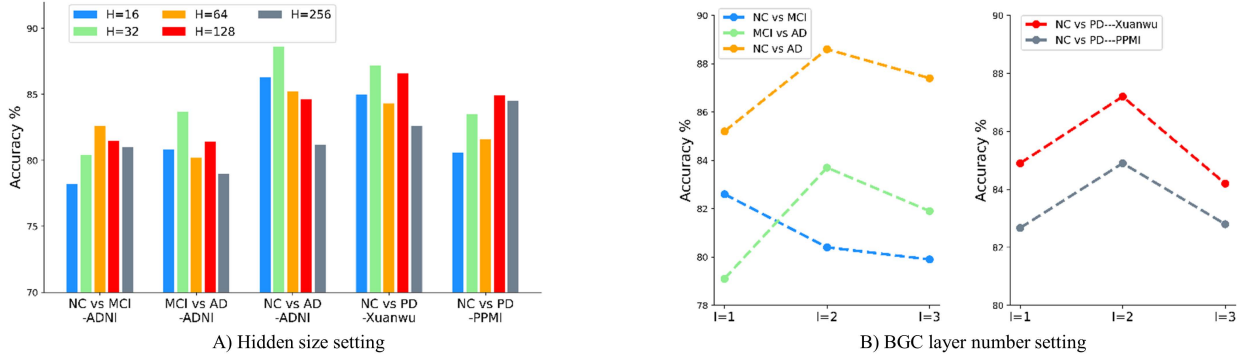 H=16
H=32
H=64
H=128
H=256
Accuracy %
85
80
75
70
NC vs MCI
-ADNI
MCI vs AD
-ADNI
NC vs AD
-ADNI
NC vs PD
-Xuanwu
NC vs PD
-PPMI
A) Hidden size setting
NC vs MCI
MCI vs AD
NC vs AD
Accuracy %
90
88
86
84
82
80
78
l=1
l=2
l=3
NC vs PD---Xuanwu
NC vs PD---PPMI
Accuracy %
90
88
86
84
82
80
l=1
l=2
l=3
B) BGC layer number setting